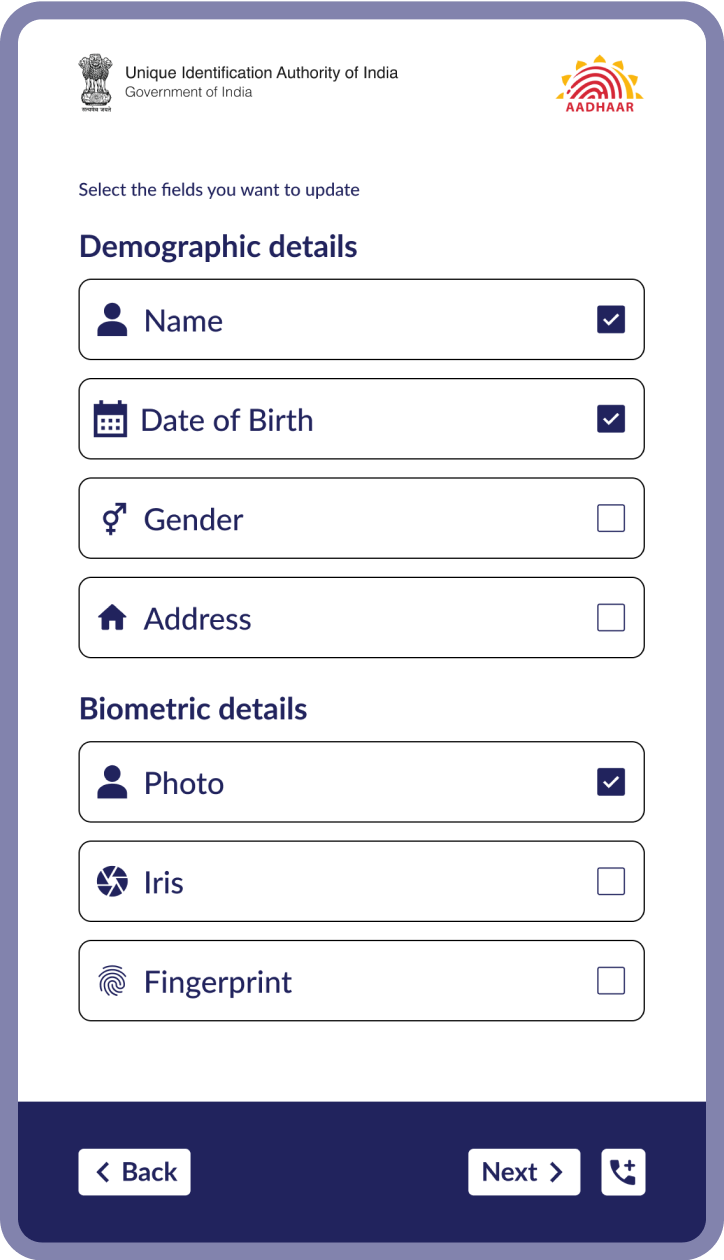 Unique Identification Authority of India
Government of India
सत्यमेव जयते
AADHAAR
Select the fields you want to update
Demographic details
Name
Date of Birth
Gender
Address
Biometric details
Photo
Iris
Fingerprint
Back
Next